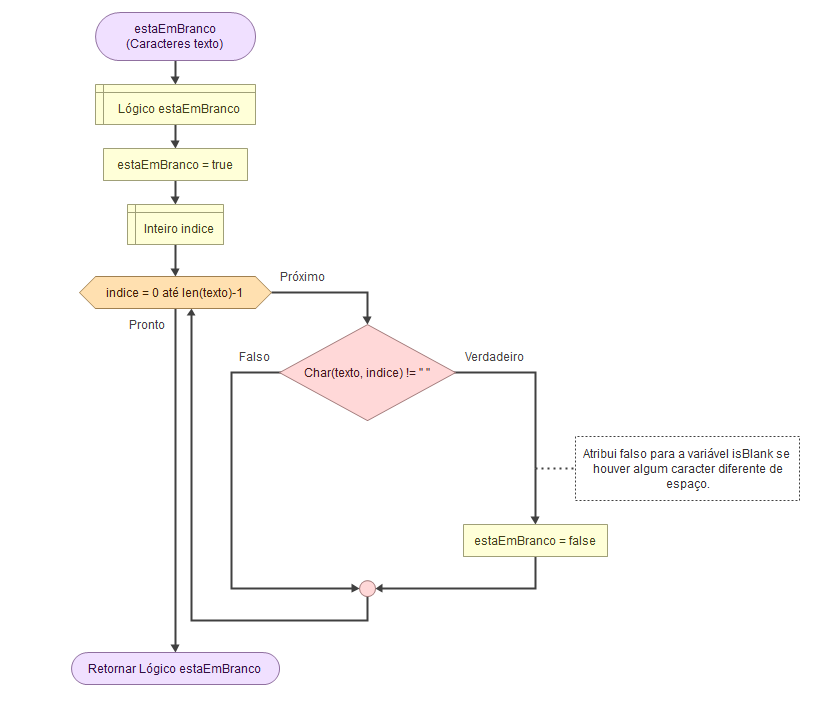 estaEmBranco
(Caracteres texto)
Lógico estaEmBranco
estaEmBranco = true
Inteiro indice
indice = 0 até len(texto)-1
Próximo
Pronto
Falso
Char(texto, indice) != " "
Verdadeiro
Atribui falso para a variável isBlank se
houver algum caracter diferente de
espaço.
estaEmBranco = false
Retornar Lógico estaEmBranco